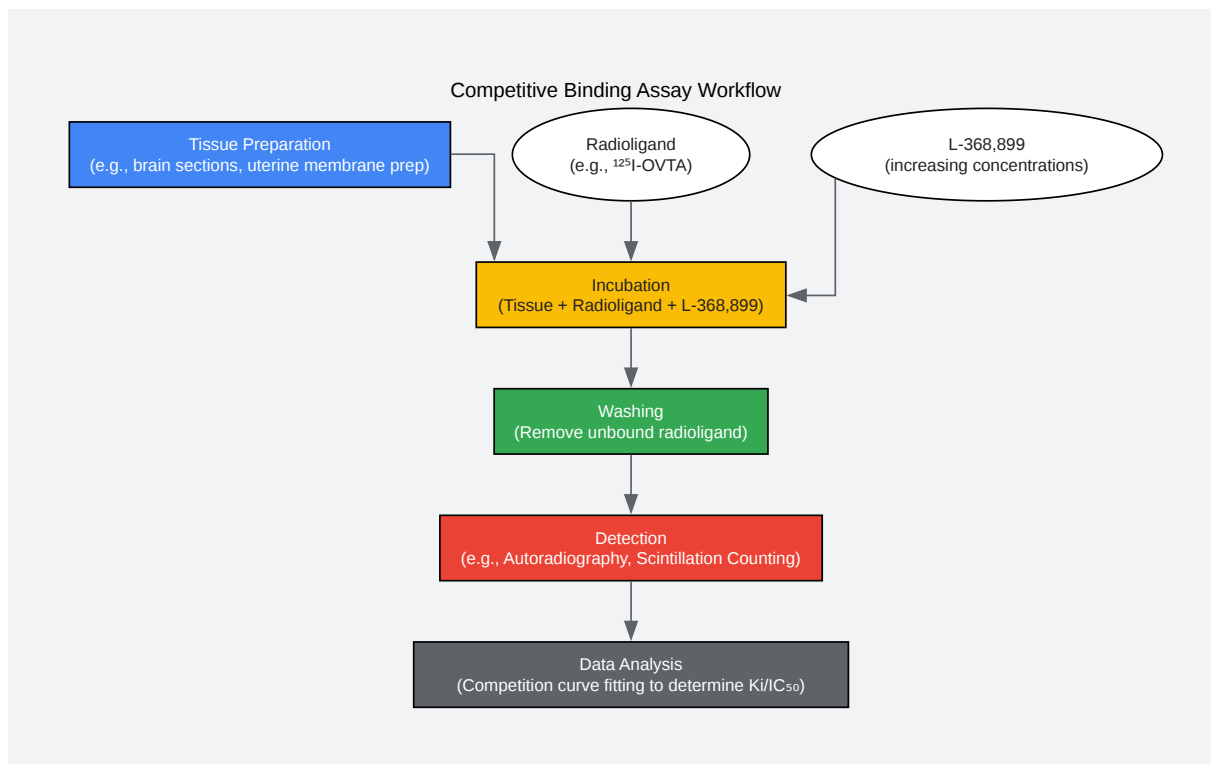 Competitive Binding Assay Workflow
Tissue Preparation
(e.g., brain sections, uterine membrane prep)
Radioligand
(e.g., ¹²⁵I-OVTA)
L-368,899
(increasing concentrations)
Incubation
(Tissue + Radioligand + L-368,899)
Washing
(Remove unbound radioligand)
Detection
(e.g., Autoradiography, Scintillation Counting)
Data Analysis
(Competition curve fitting to determine Ki/IC₅₀)